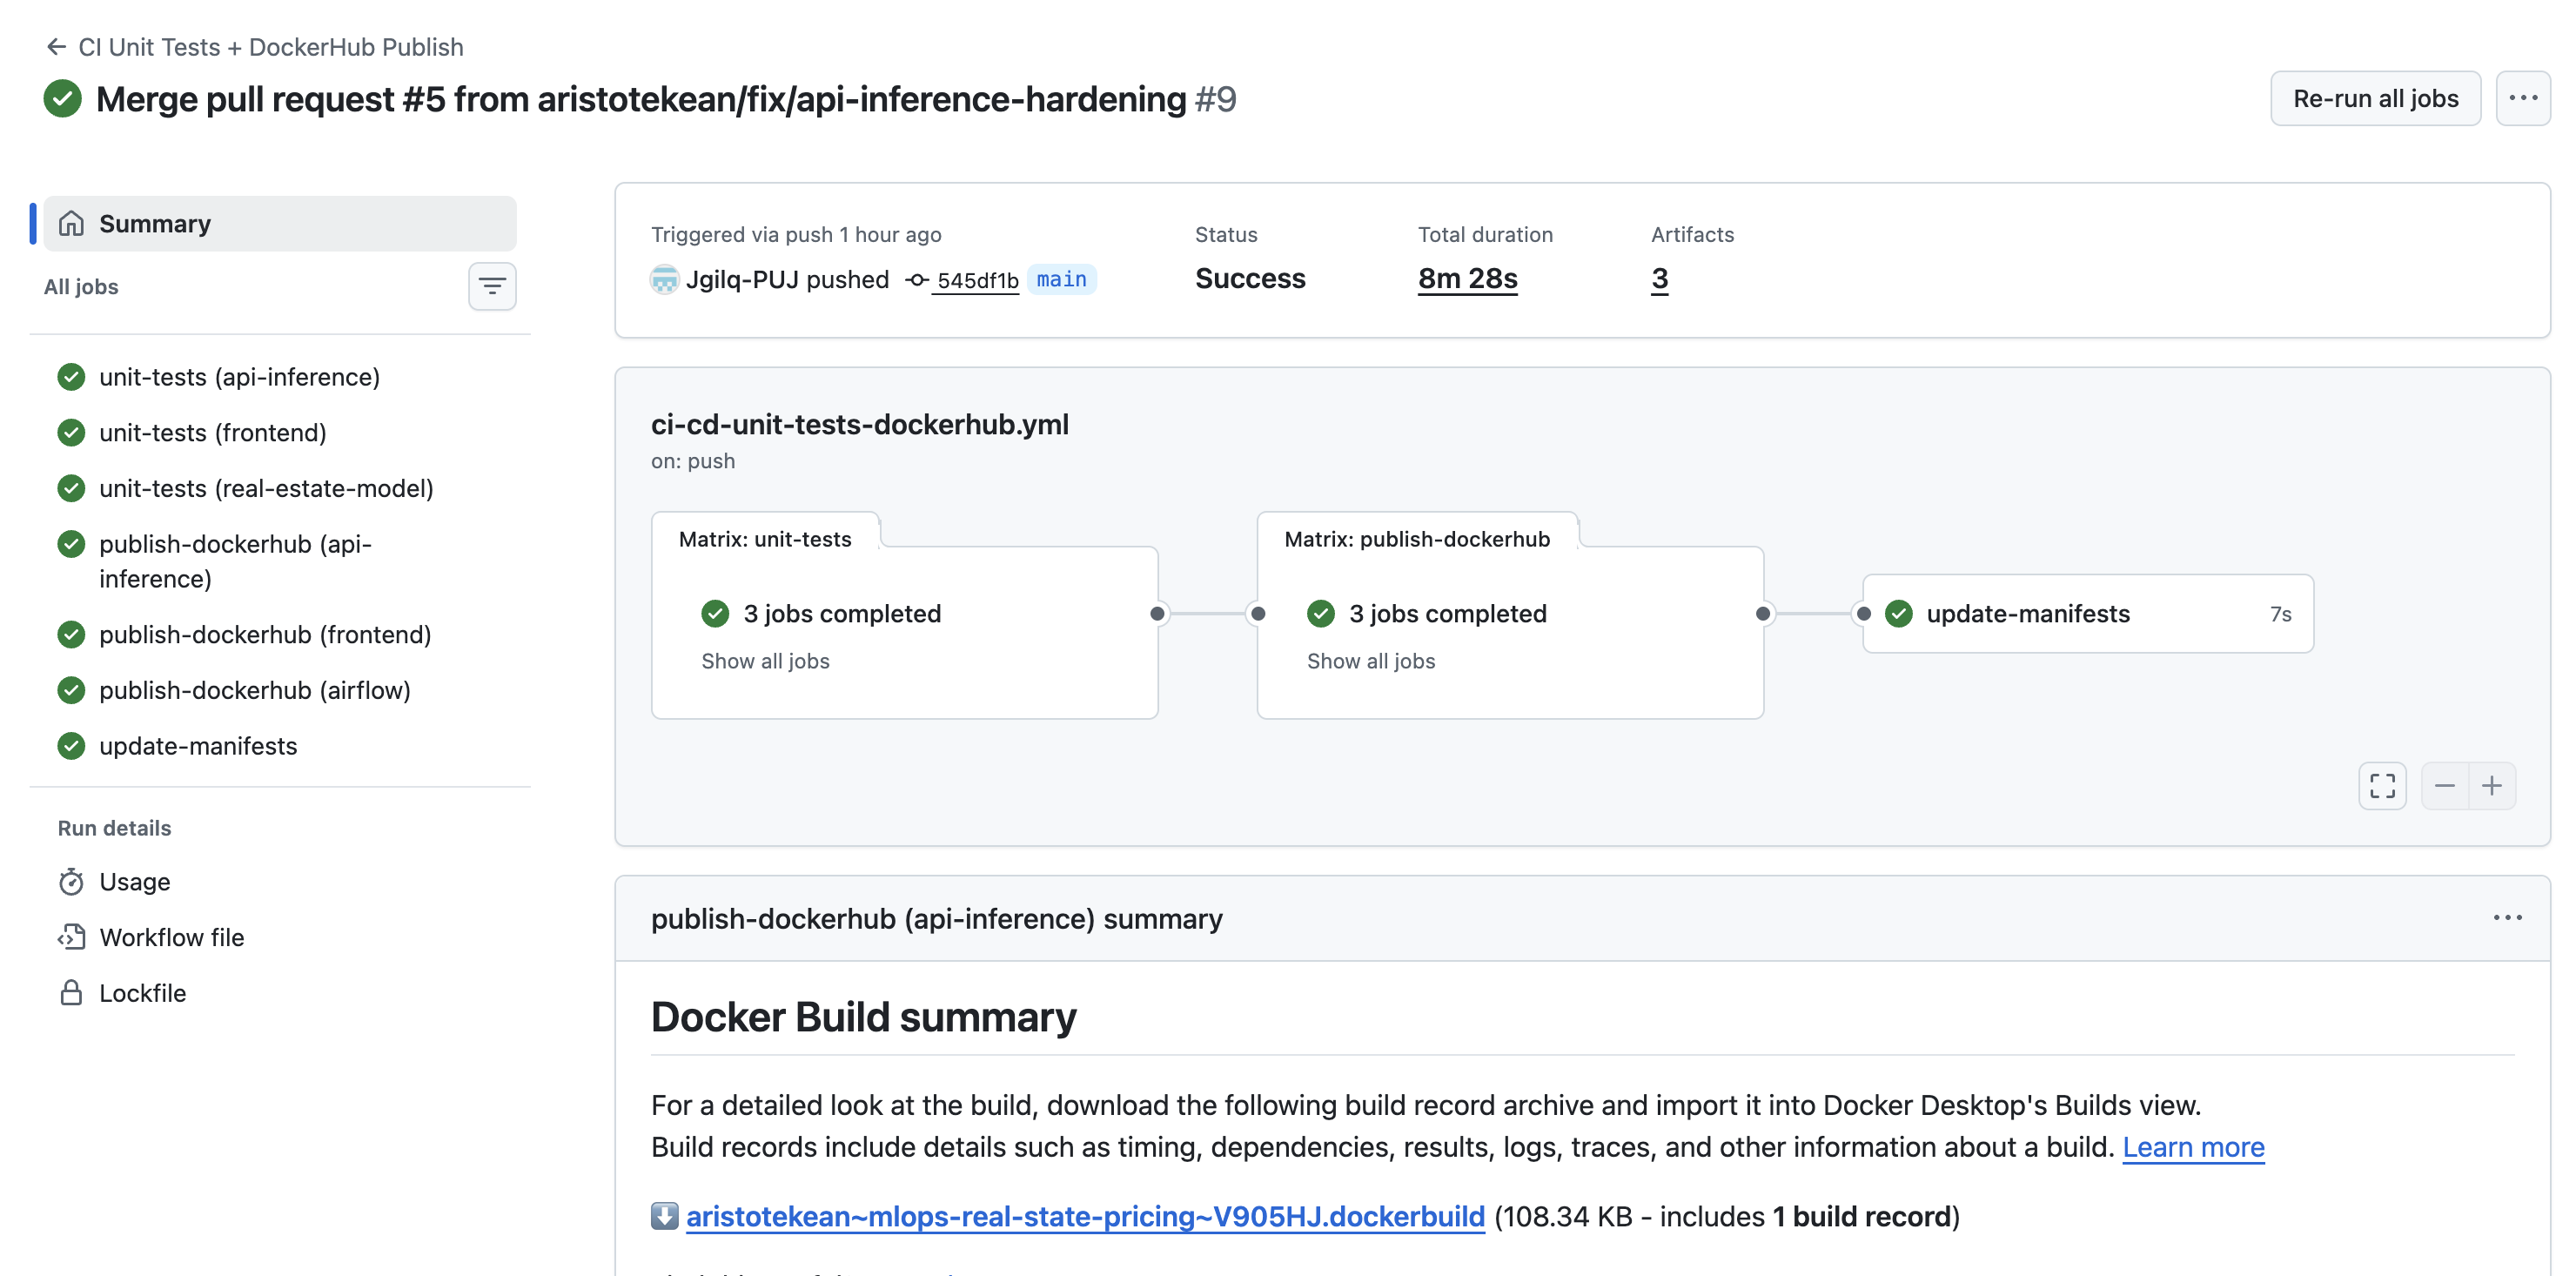 CI Unit Tests + DockerHub Publish
Merge pull request #5 from aristotekean/fix/api-inference-hardening #9
Re-run all jobs
Summary
All jobs
unit-tests (api-inference)
unit-tests (frontend)
unit-tests (real-estate-model)
publish-dockerhub (api-
inference)
publish-dockerhub (frontend)
publish-dockerhub (airflow)
update-manifests
Run details
Usage
Workflow file
Lockfile
Triggered via push 1 hour ago
Jgilq-PUJ pushed 545df1b main
Status
Success
Total duration
8m 28s
Artifacts
3
ci-cd-unit-tests-dockerhub.yml
on: push
Matrix: unit-tests
3 jobs completed
Show all jobs
Matrix: publish-dockerhub
3 jobs completed
Show all jobs
update-manifests 7s
publish-dockerhub (api-inference) summary
Docker Build summary
For a detailed look at the build, download the following build record archive and import it into Docker Desktop's Builds view.
Build records include details such as timing, dependencies, results, logs, traces, and other information about a build. Learn more
aristotekean~mlops-real-state-pricing~V905HJ.dockerbuild (108.34 KB - includes 1 build record)